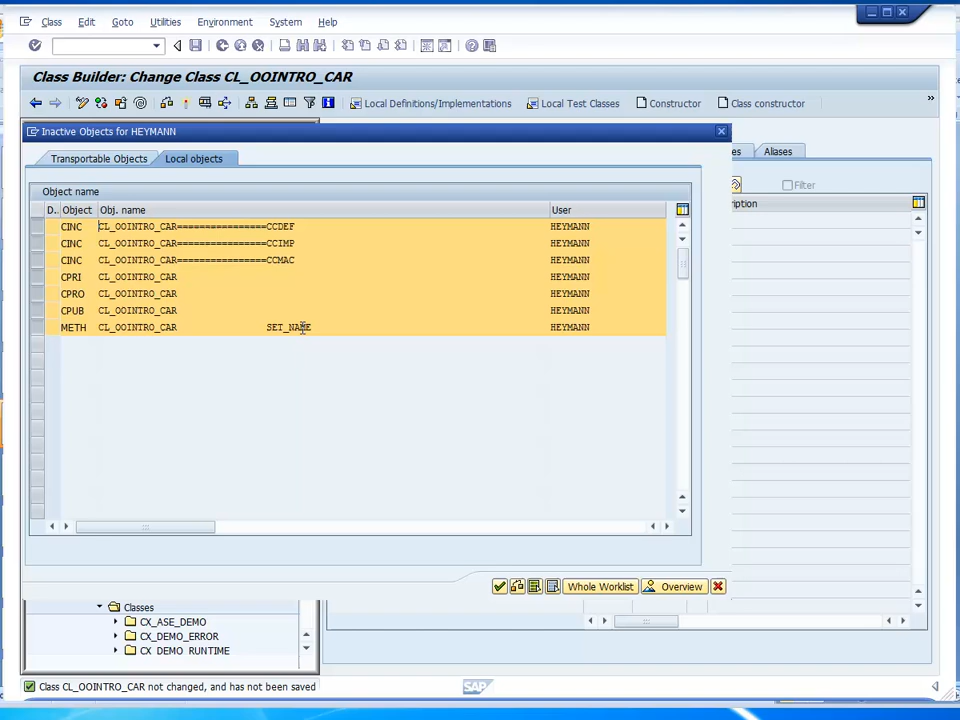 Class Edit Goto Utilities Environment System Help
Class Builder: Change Class CL_OOINTRO_CAR
Local Definitions/Implementations Local Test Classes Constructor Class constructor
Inactive Objects for HEYMANN
Transportable Objects Local objects
es Aliases
Filter
Object name
D.. Object Obj. name User
ription
CINC CL_OOINTRO_CAR================CCDEF HEYMANN
CINC CL_OOINTRO_CAR================CCIMP HEYMANN
CINC CL_OOINTRO_CAR================CCMAC HEYMANN
CPRI CL_OOINTRO_CAR HEYMANN
CPRO CL_OOINTRO_CAR HEYMANN
CPUB CL_OOINTRO_CAR HEYMANN
METH CL_OOINTRO_CAR SET_NAME HEYMANN
Whole Worklist Overview
Classes
CX_ASE_DEMO
CX_DEMO_ERROR
CX_DEMO_RUNTIME
Class CL_OOINTRO_CAR not changed, and has not been saved
SAP